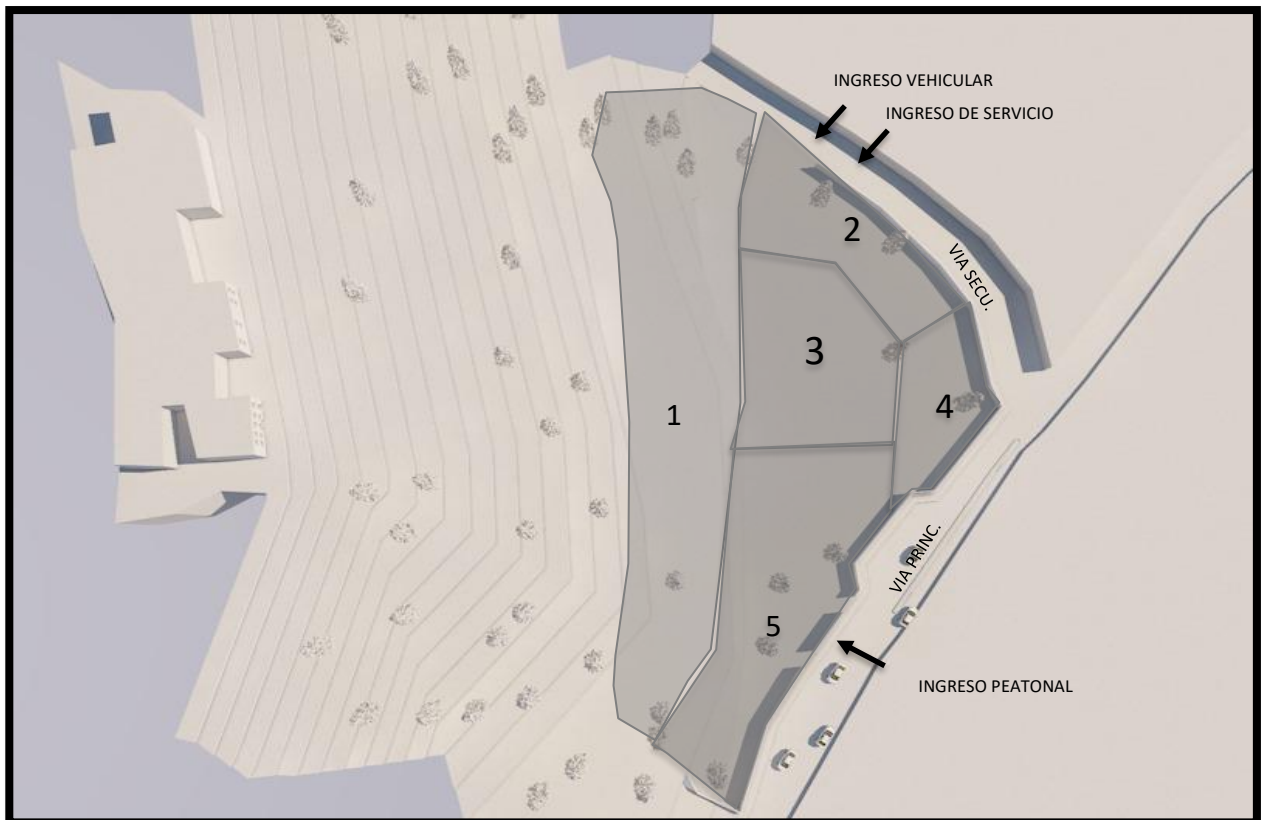 INGRESO VEHICULAR
INGRESO DE SERVICIO
2
VIA SECU.
3
1
4
VIA PRINC.
5
INGRESO PEATONAL